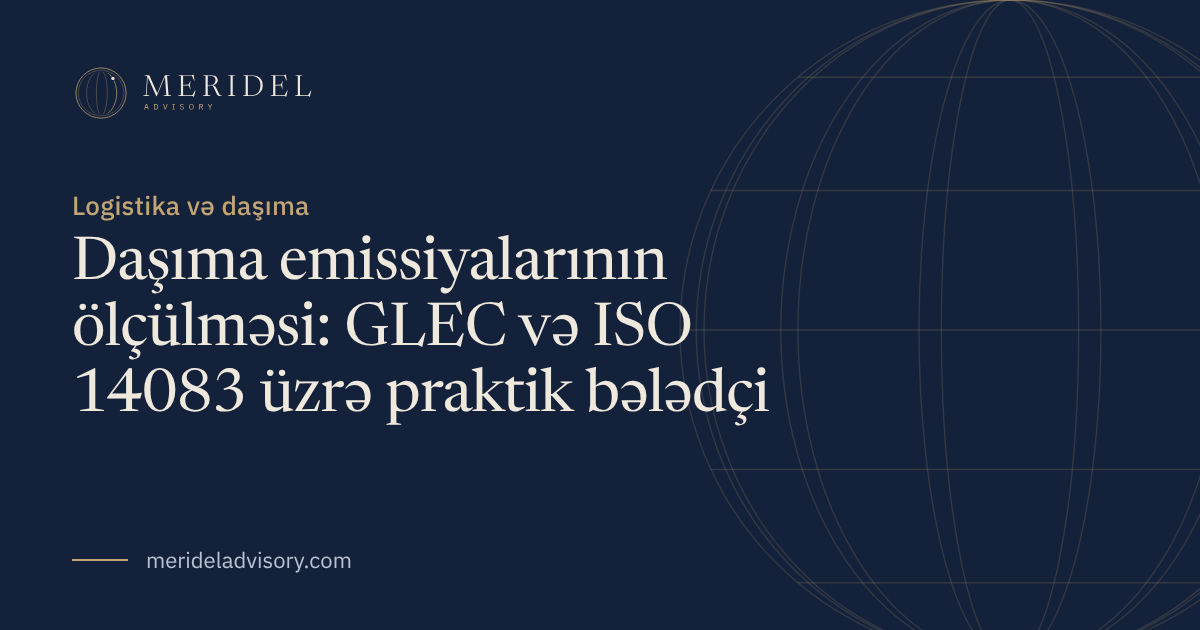 MERIDEL
ADVISORY
Logistika və daşıma
Daşıma emissiyalarının
ölçülməsi: GLEC və ISO
14083 üzrə praktik bələdçi
merideladvisory.com